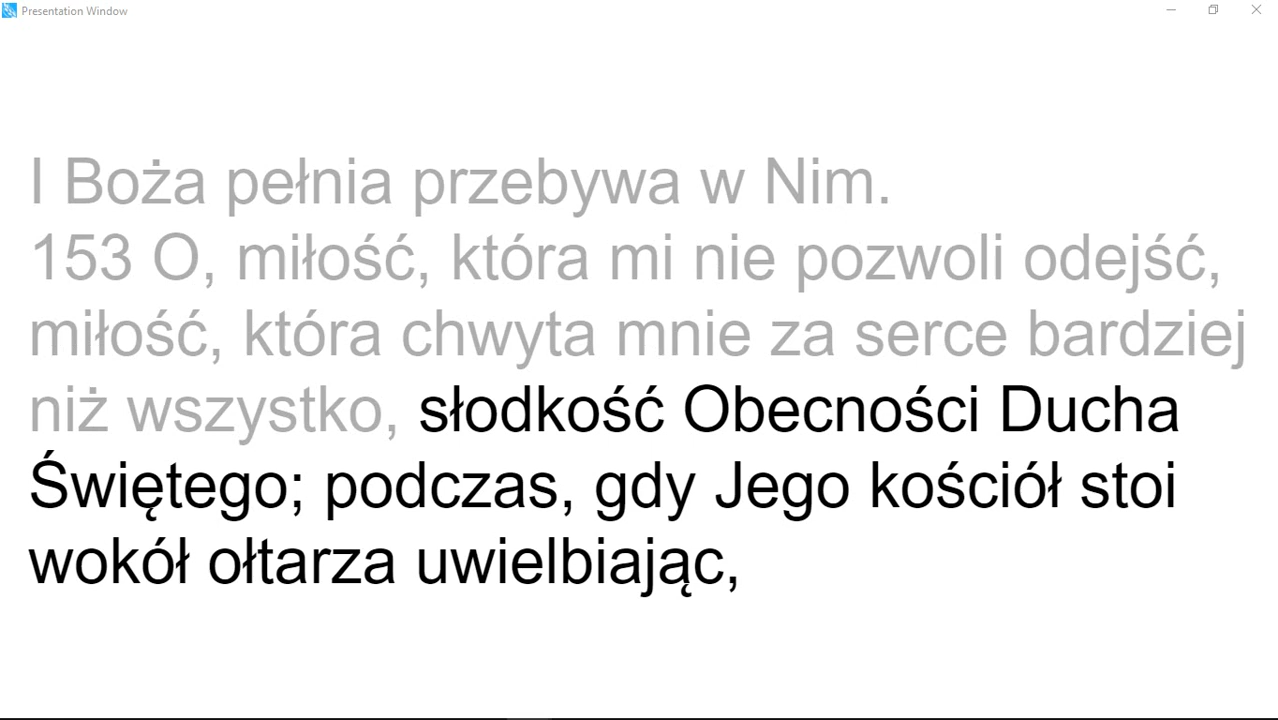 Presentation Window
I Boża pełnia przebywa w Nim.
153 O, miłość, która mi nie pozwoli odejść,
miłość, która chwyta mnie za serce bardziej
niż wszystko, słodkość Obecności Ducha
Świętego; podczas, gdy Jego kościół stoi
wokół ołtarza uwielbiając,